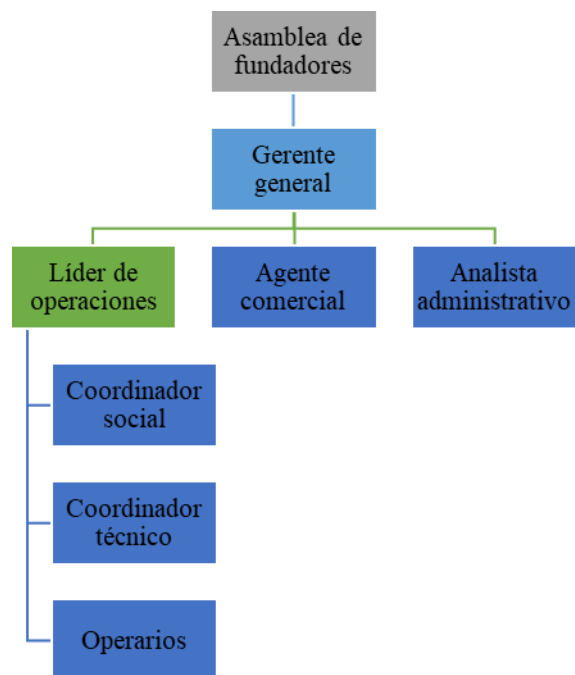 Asamblea de
fundadores
Gerente
general
Líder de
operaciones
Agente
comercial
Analista
administrativo
Coordinador
social
Coordinador
técnico
Operarios